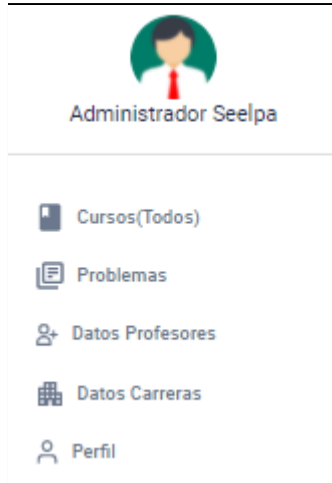 Administrador Seelpa
Cursos(Todos)
Problemas
Datos Profesores
Datos Carreras
Perfil